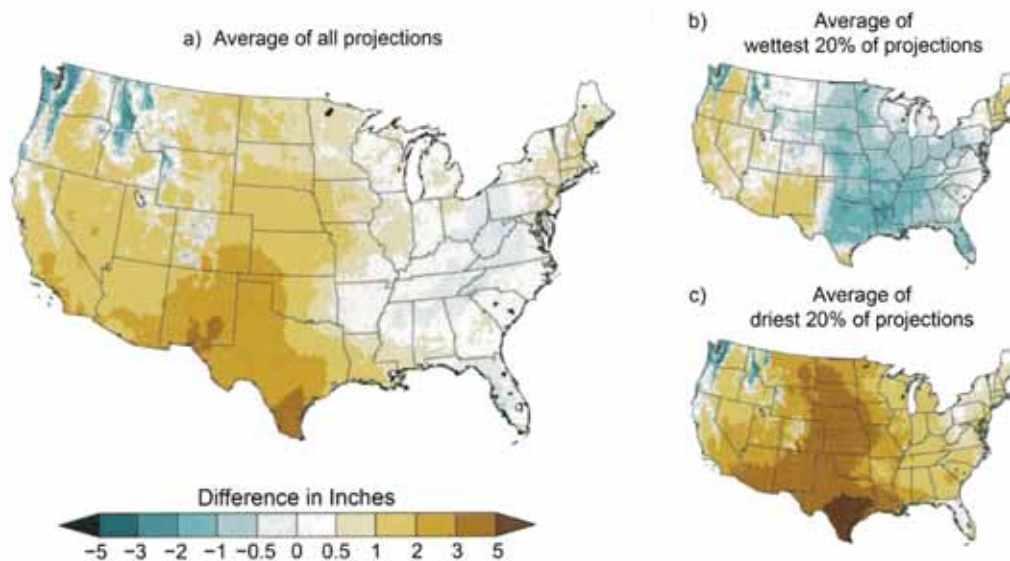 a) Average of all projections
b) Average of
wettest 20% of projections
c) Average of
driest 20% of projections
Difference in Inches
−5 −3 −2 −1 −0.5 0 0.5 1 2 3 5